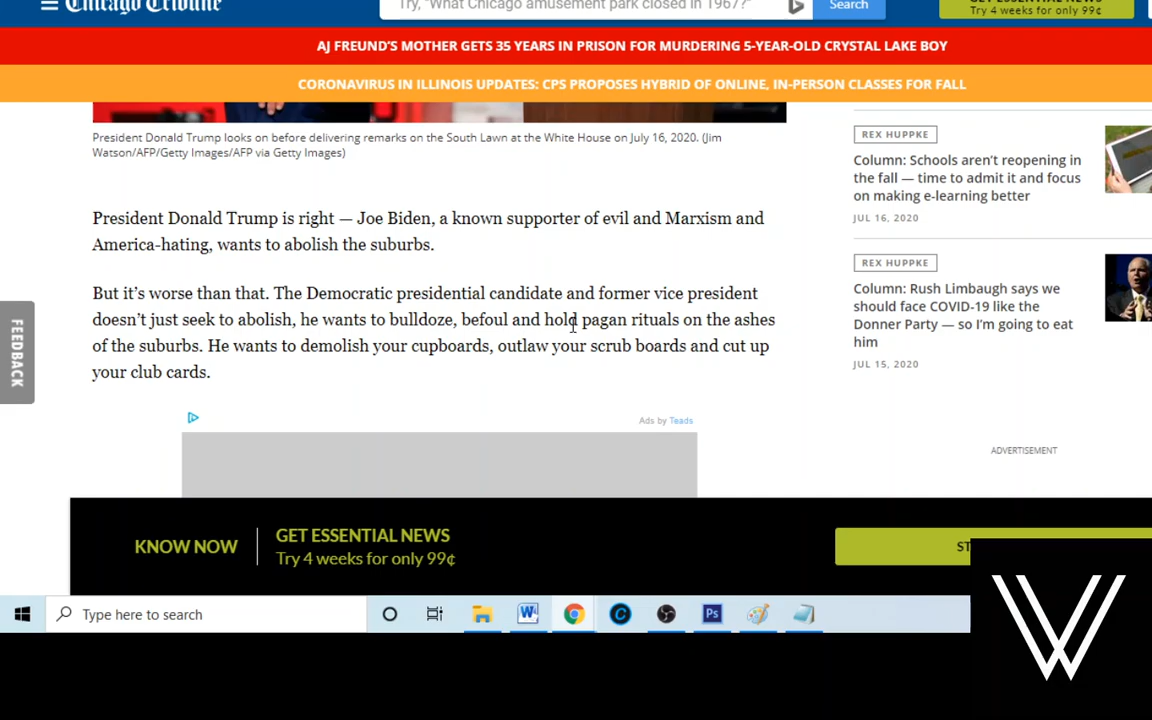 Chicago Tribune
Try, "What Chicago amusement park closed in 1967?"
Search
Try 4 weeks for only 99¢
AJ FREUND'S MOTHER GETS 35 YEARS IN PRISON FOR MURDERING 5-YEAR-OLD CRYSTAL LAKE BOY
CORONAVIRUS IN ILLINOIS UPDATES: CPS PROPOSES HYBRID OF ONLINE, IN-PERSON CLASSES FOR FALL
President Donald Trump looks on before delivering remarks on the South Lawn at the White House on July 16, 2020. (Jim
Watson/AFP/Getty Images/AFP via Getty Images)
President Donald Trump is right — Joe Biden, a known supporter of evil and Marxism and
America-hating, wants to abolish the suburbs.
But it's worse than that. The Democratic presidential candidate and former vice president
doesn't just seek to abolish, he wants to bulldoze, befoul and hold pagan rituals on the ashes
of the suburbs. He wants to demolish your cupboards, outlaw your scrub boards and cut up
your club cards.
Ads by Teads
REX HUPPKE
Column: Schools aren't reopening in
the fall — time to admit it and focus
on making e-learning better
JUL 16, 2020
REX HUPPKE
Column: Rush Limbaugh says we
should face COVID-19 like the
Donner Party — so I'm going to eat
him
JUL 15, 2020
ADVERTISEMENT
FEEDBACK
KNOW NOW
GET ESSENTIAL NEWS
Try 4 weeks for only 99¢
ST
Type here to search
W